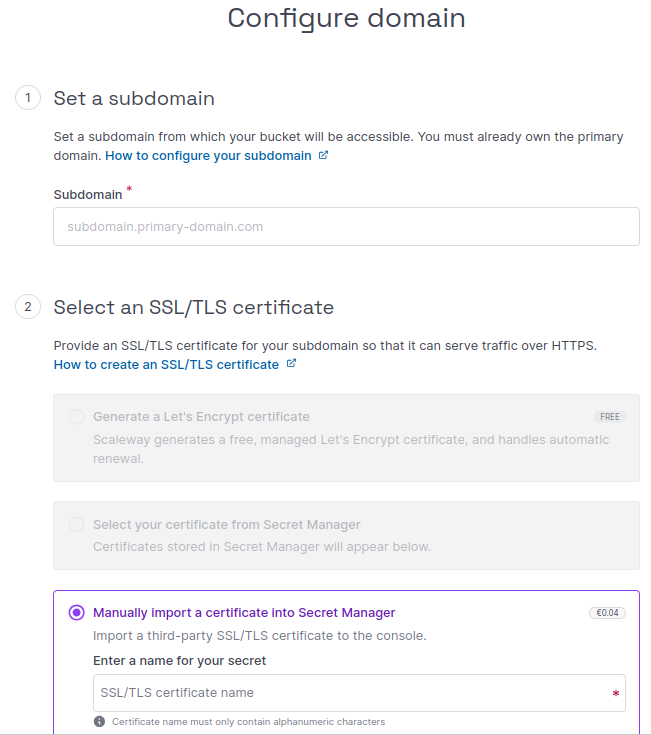 Configure domain
1 Set a subdomain
Set a subdomain from which your bucket will be accessible. You must already own the primary
domain. How to configure your subdomain
Subdomain *
subdomain.primary-domain.com
2 Select an SSL/TLS certificate
Provide an SSL/TLS certificate for your subdomain so that it can serve traffic over HTTPS.
How to create an SSL/TLS certificate
Generate a Let's Encrypt certificate FREE
Scaleway generates a free, managed Let's Encrypt certificate, and handles automatic
renewal.
Select your certificate from Secret Manager
Certificates stored in Secret Manager will appear below.
Manually import a certificate into Secret Manager €0.04
Import a third-party SSL/TLS certificate to the console.
Enter a name for your secret
SSL/TLS certificate name *
Certificate name must only contain alphanumeric characters